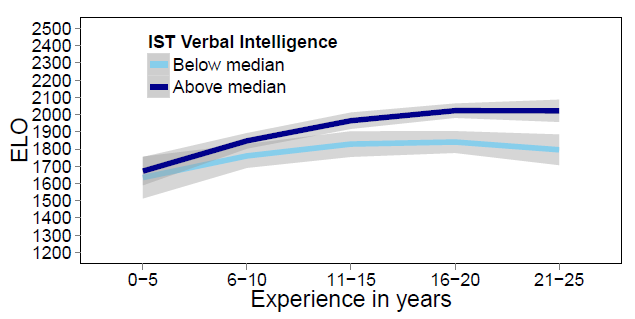 IST Verbal Intelligence
Below median
Above median
ELO
2500
2400
2300
2200
2100
2000
1900
1800
1700
1600
1500
1400
1300
1200
0−5 6−10 11−15 16−20 21−25
Experience in years